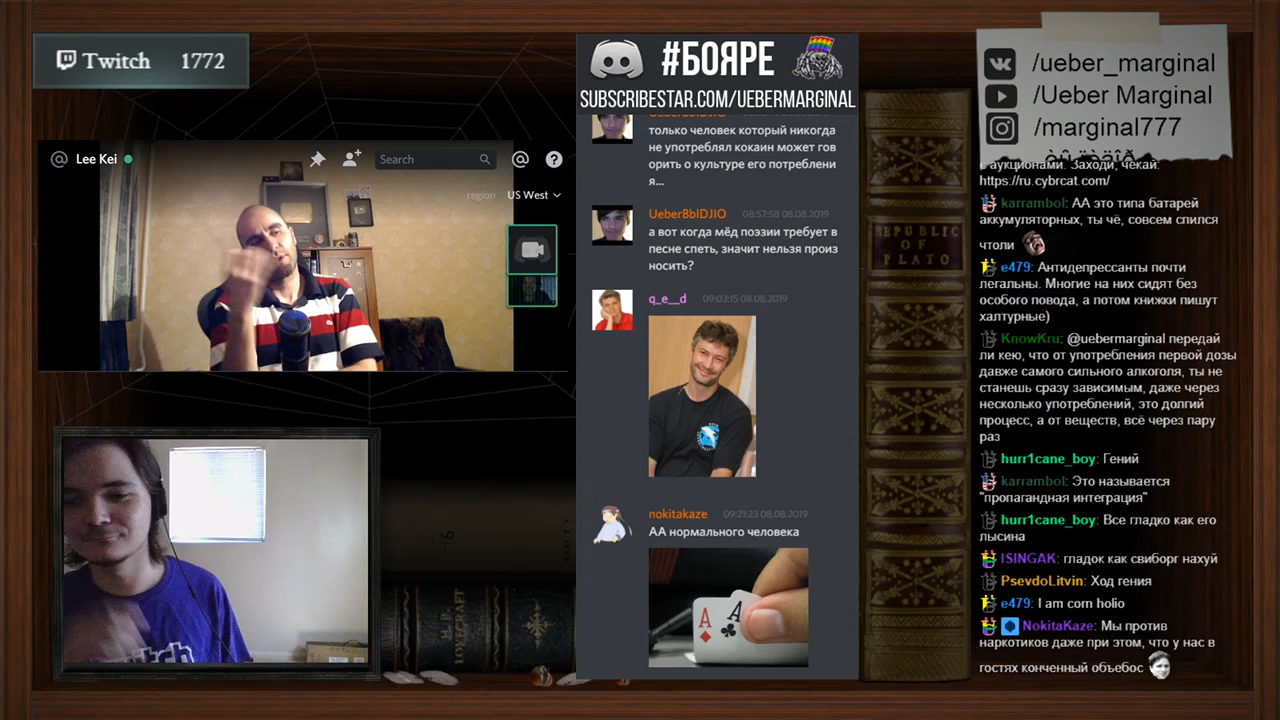 Twitch 1772
Lee Kei
Search
region US West
#БОЯРЕ
SUBSCRIBESTAR.COM/UEBERMARGINAL
только человек который никогда
не употреблял кокаин может гов
орить о культуре его потреблени
я...
UeberBblDJIO 08:57:58 08.08.2019
а вот когда мёд поэзии требует в
песне спеть, значит нельзя произ
носить?
q_e__d 09:03:15 08.08.2019
nokitakaze 09:21:23 08.08.2019
АА нормального человека
A
A
REPUBLIC
OF
PLATO
H.P.
LOVECRAFT
/ueber_marginal
/Ueber Marginal
/marginal777
с аукционами. Заходи, чекай:
https://ru.cybrcat.com/
karrambol: АА это типа батарей
аккумуляторных, ты чё, совсем спился
чтоли
e479: Антидепрессанты почти
легальны. Многие на них сидят без
особого повода, а потом книжки пишут
халтурные)
KnowKru: @uebermarginal передай
ли кею, что от употребления первой дозы
давже самого сильного алкоголя, ты не
станешь сразу зависимым, даже через
несколько употреблений, это долгий
процесс, а от веществ, всё через пару
раз
hurr1cane_boy: Гений
karrambol: Это называется
"пропагандная интеграция"
hurr1cane_boy: Все гладко как его
лысина
ISINGAK: гладок как свиборг нахуй
PsevdoLitvin: Ход гения
e479: I am corn holio
NokitaKaze: Мы против
наркотиков даже при этом, что у нас в
гостях конченный объебос